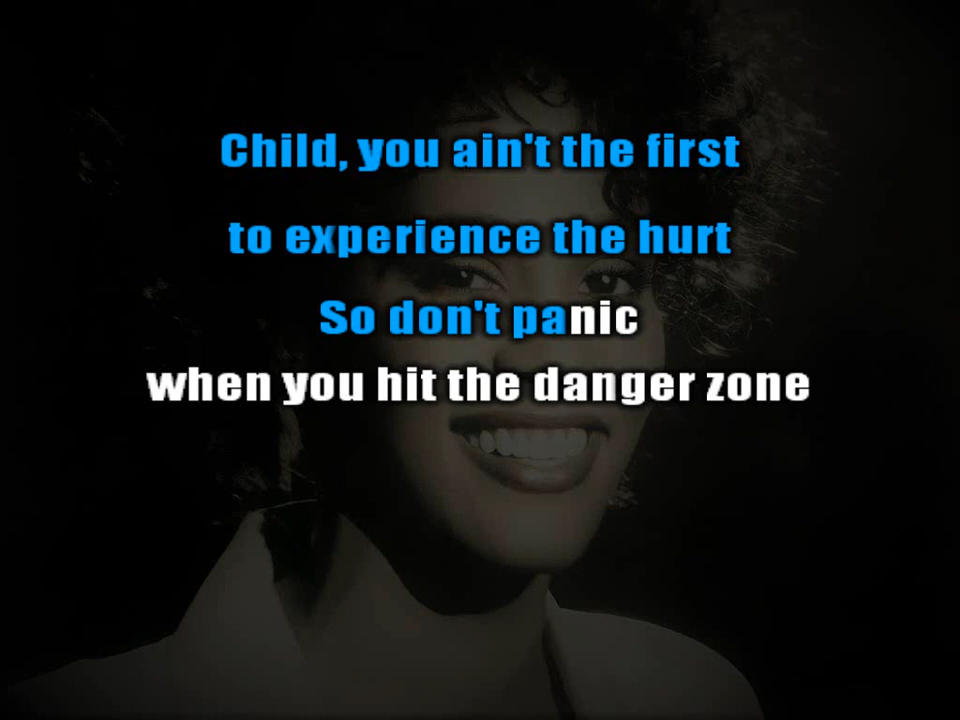 Child, you ain't the first
to experience the hurt
So don't panic
when you hit the danger zone